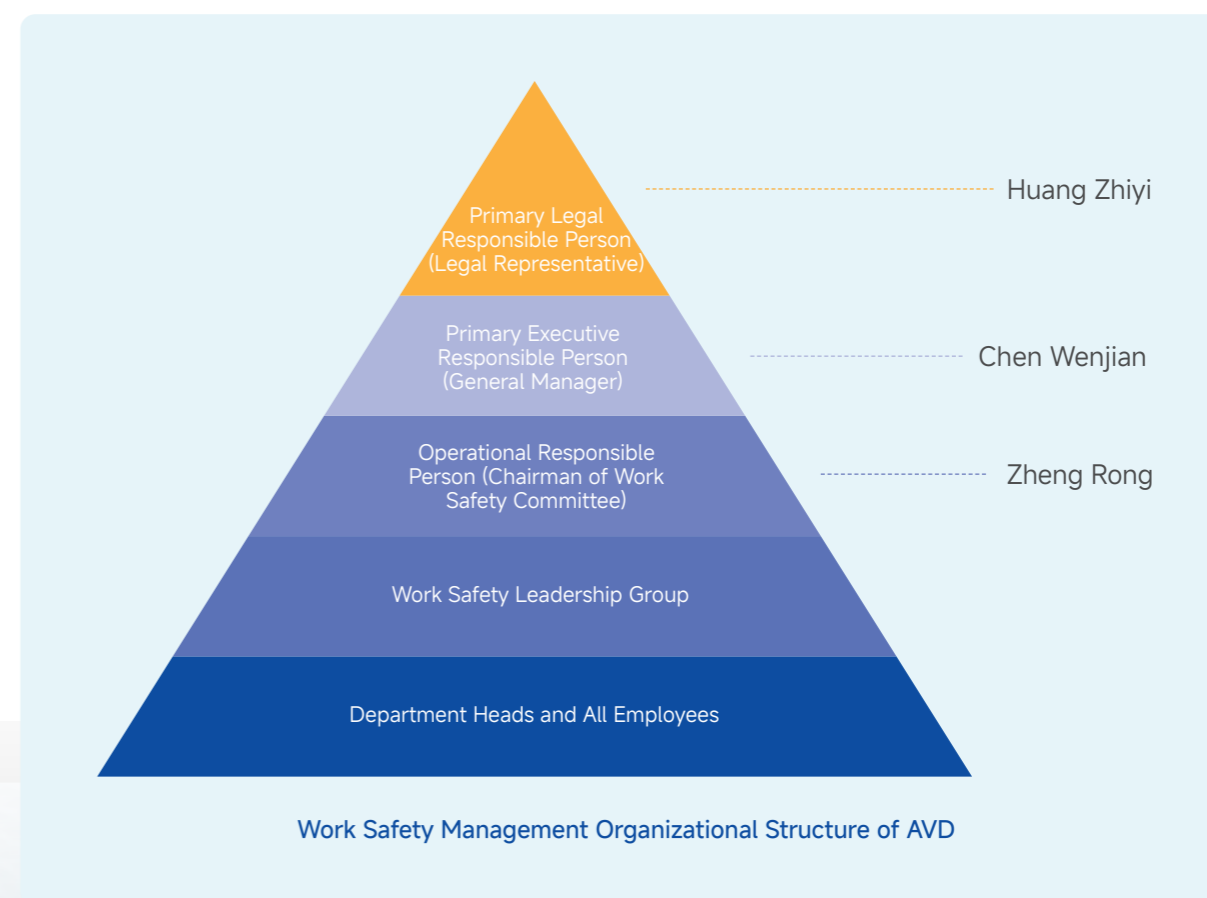 Primary Legal
Responsible Person
(Legal Representative)
Huang Zhiyi
Primary Executive
Responsible Person
(General Manager)
Chen Wenjian
Operational Responsible
Person (Chairman of Work
Safety Committee)
Zheng Rong
Work Safety Leadership Group
Department Heads and All Employees
Work Safety Management Organizational Structure of AVD